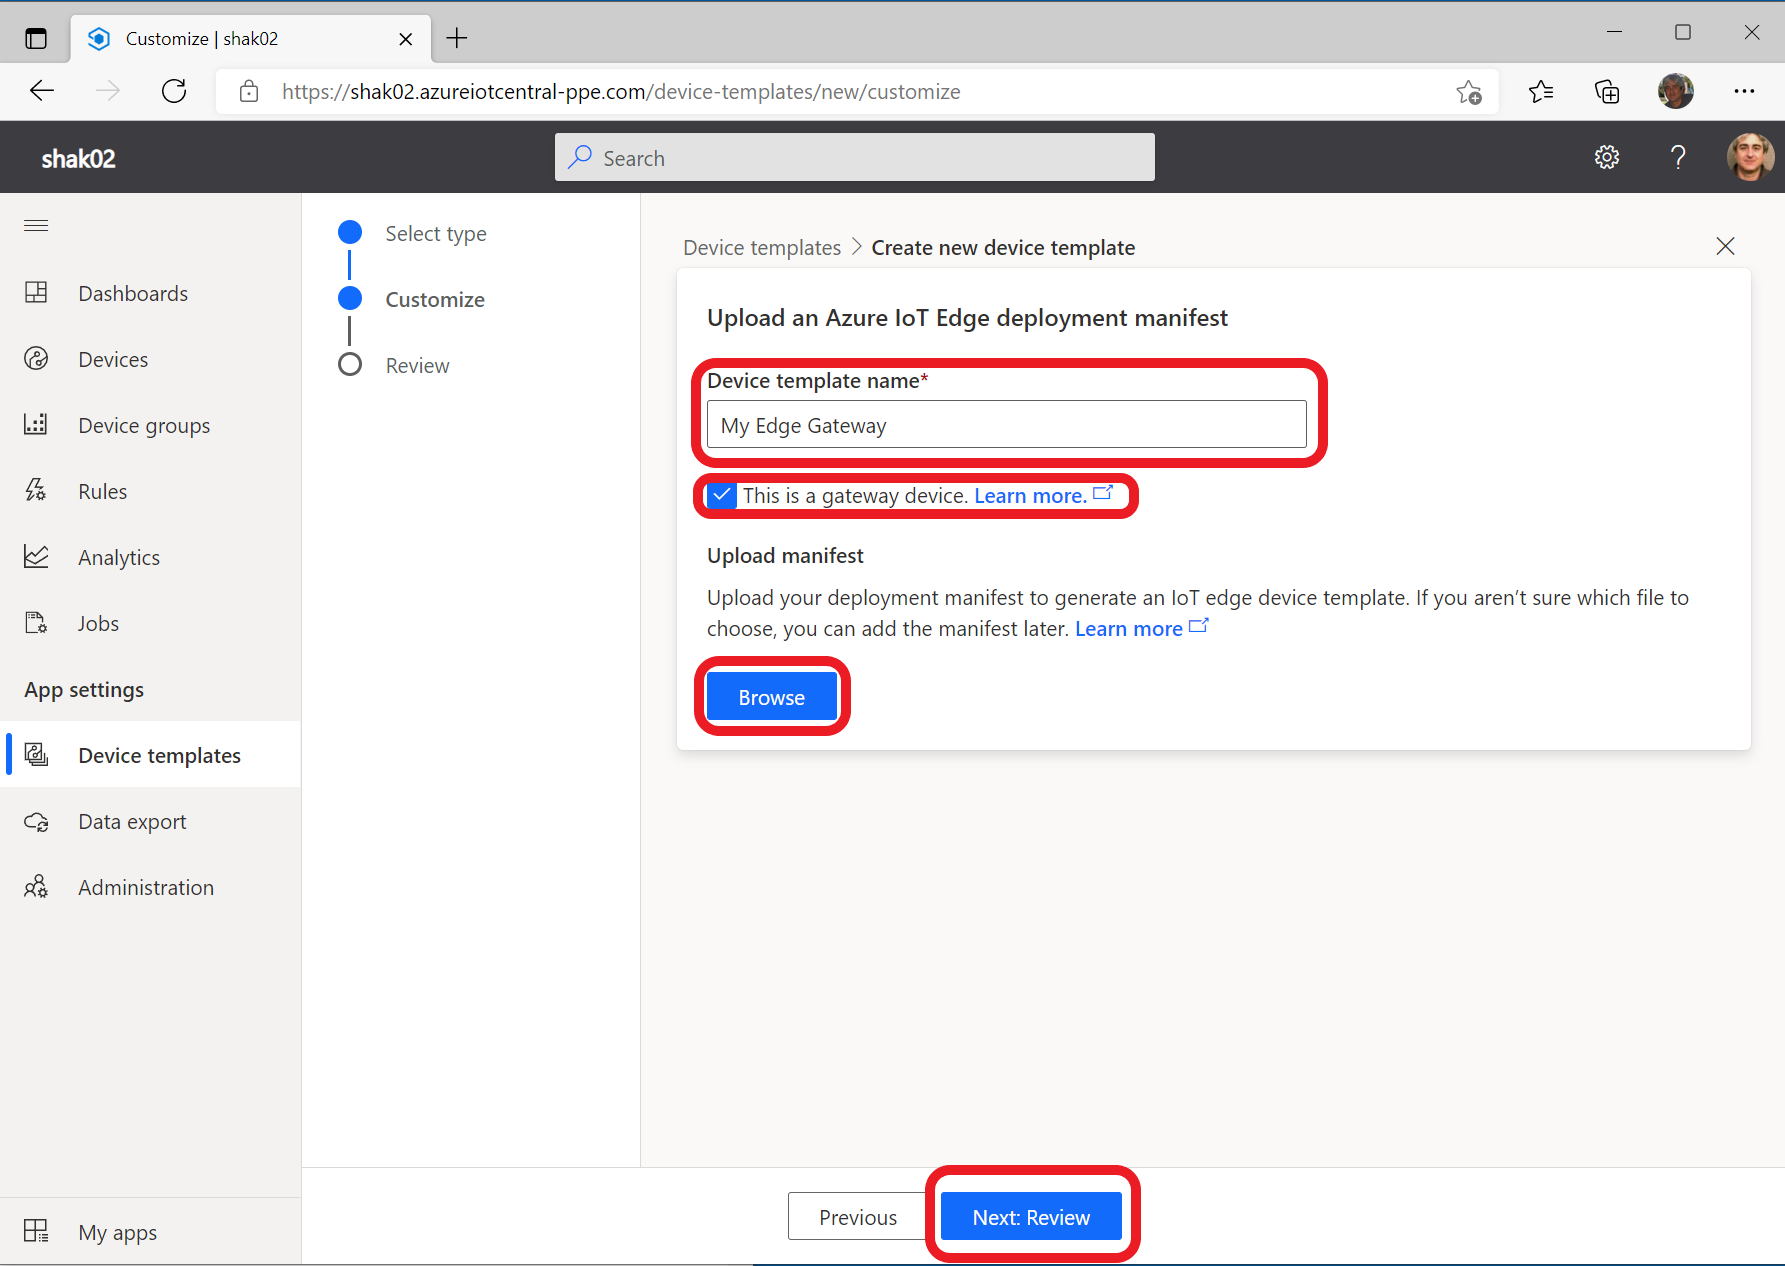 Customize | shak02
https://shak02.azureiotcentral-ppe.com/device-templates/new/customize
shak02
Search
Dashboards
Devices
Device groups
Rules
Analytics
Jobs
App settings
Device templates
Data export
Administration
My apps
Select type
Customize
Review
Device templates > Create new device template
Upload an Azure IoT Edge deployment manifest
Device template name*
My Edge Gateway
This is a gateway device. Learn more.
Upload manifest
Upload your deployment manifest to generate an IoT edge device template. If you aren’t sure which file to
choose, you can add the manifest later. Learn more
Browse
Previous
Next: Review